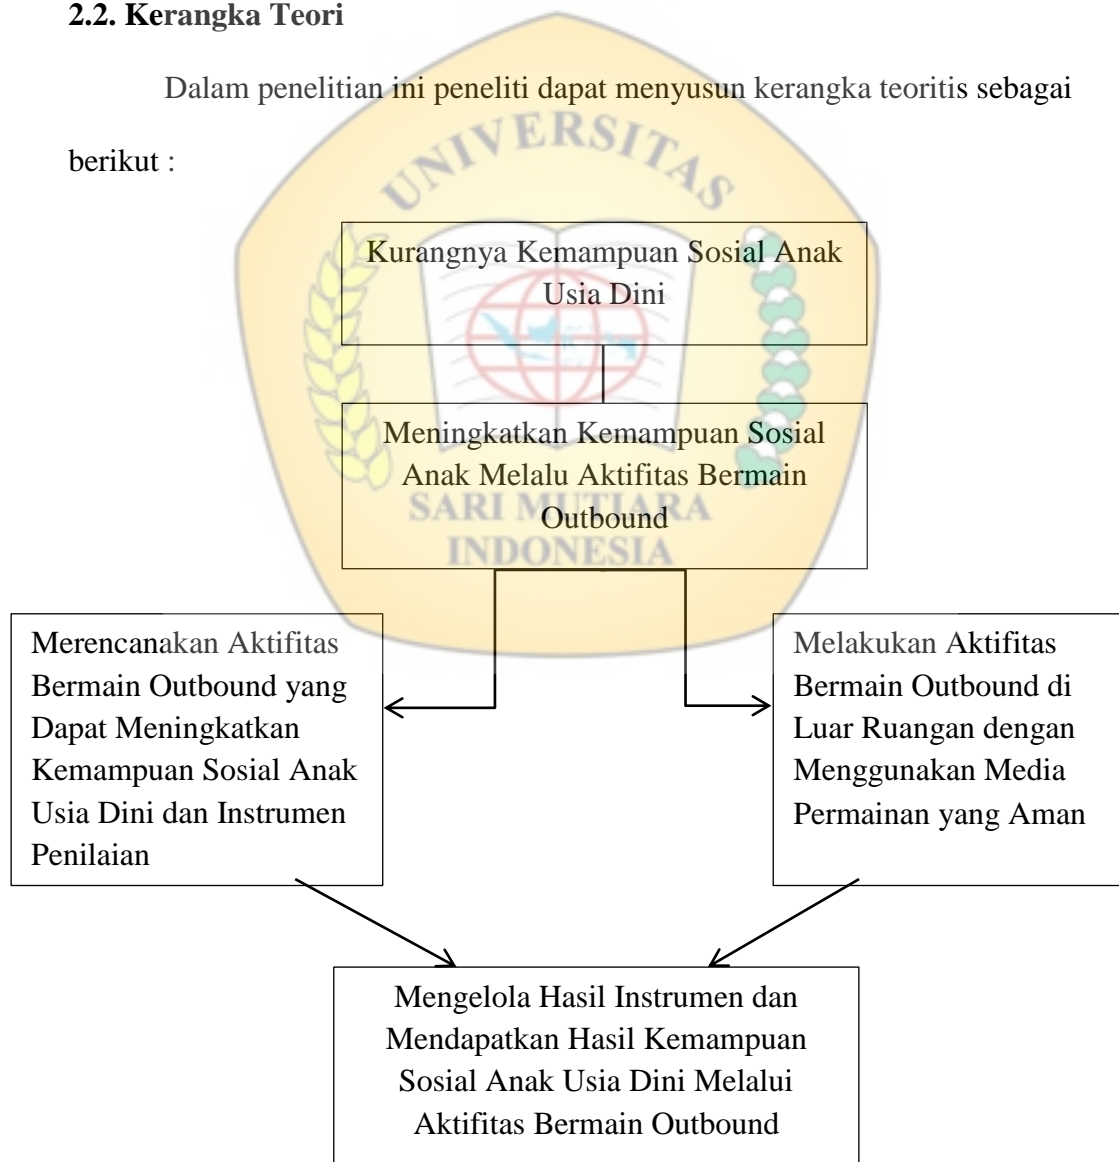 2.2. Kerangka Teori
Dalam penelitian ini peneliti dapat menyusun kerangka teoritis sebagai
berikut :
UNIVERSITAS
Kurangnya Kemampuan Sosial Anak
Usia Dini
Meningkatkan Kemampuan Sosial
Anak Melalu Aktifitas Bermain
Outbound
SARI MUTIARA
INDONESIA
Merencanakan Aktifitas
Bermain Outbound yang
Dapat Meningkatkan
Kemampuan Sosial Anak
Usia Dini dan Instrumen
Penilaian
Melakukan Aktifitas
Bermain Outbound di
Luar Ruangan dengan
Menggunakan Media
Permainan yang Aman
Mengelola Hasil Instrumen dan
Mendapatkan Hasil Kemampuan
Sosial Anak Usia Dini Melalui
Aktifitas Bermain Outbound